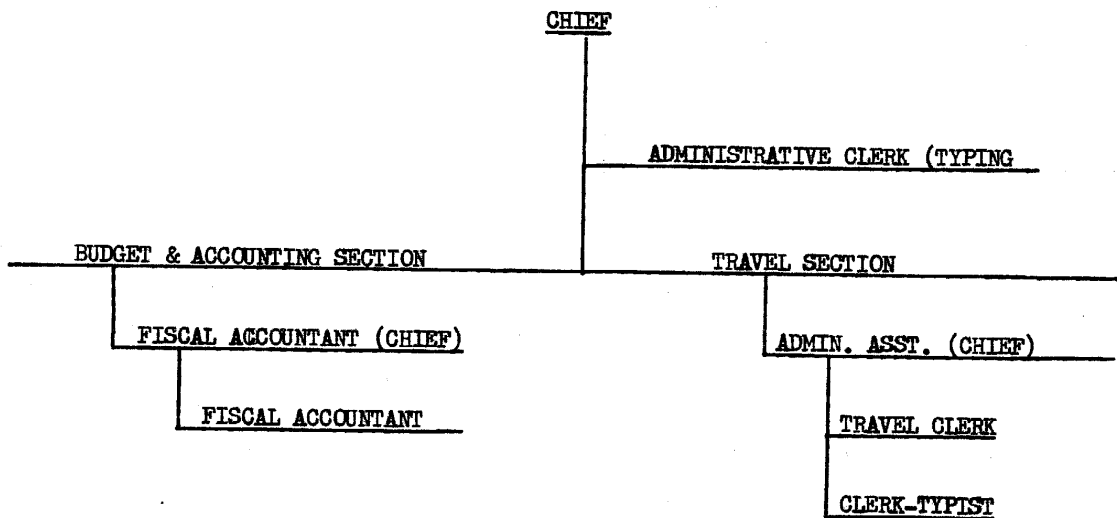 CHIEF
ADMINISTRATIVE CLERK (TYPING
BUDGET & ACCOUNTING SECTION
TRAVEL SECTION
FISCAL ACCOUNTANT (CHIEF)
ADMIN. ASST. (CHIEF)
FISCAL ACCOUNTANT
TRAVEL CLERK
CLERK-TYPIST